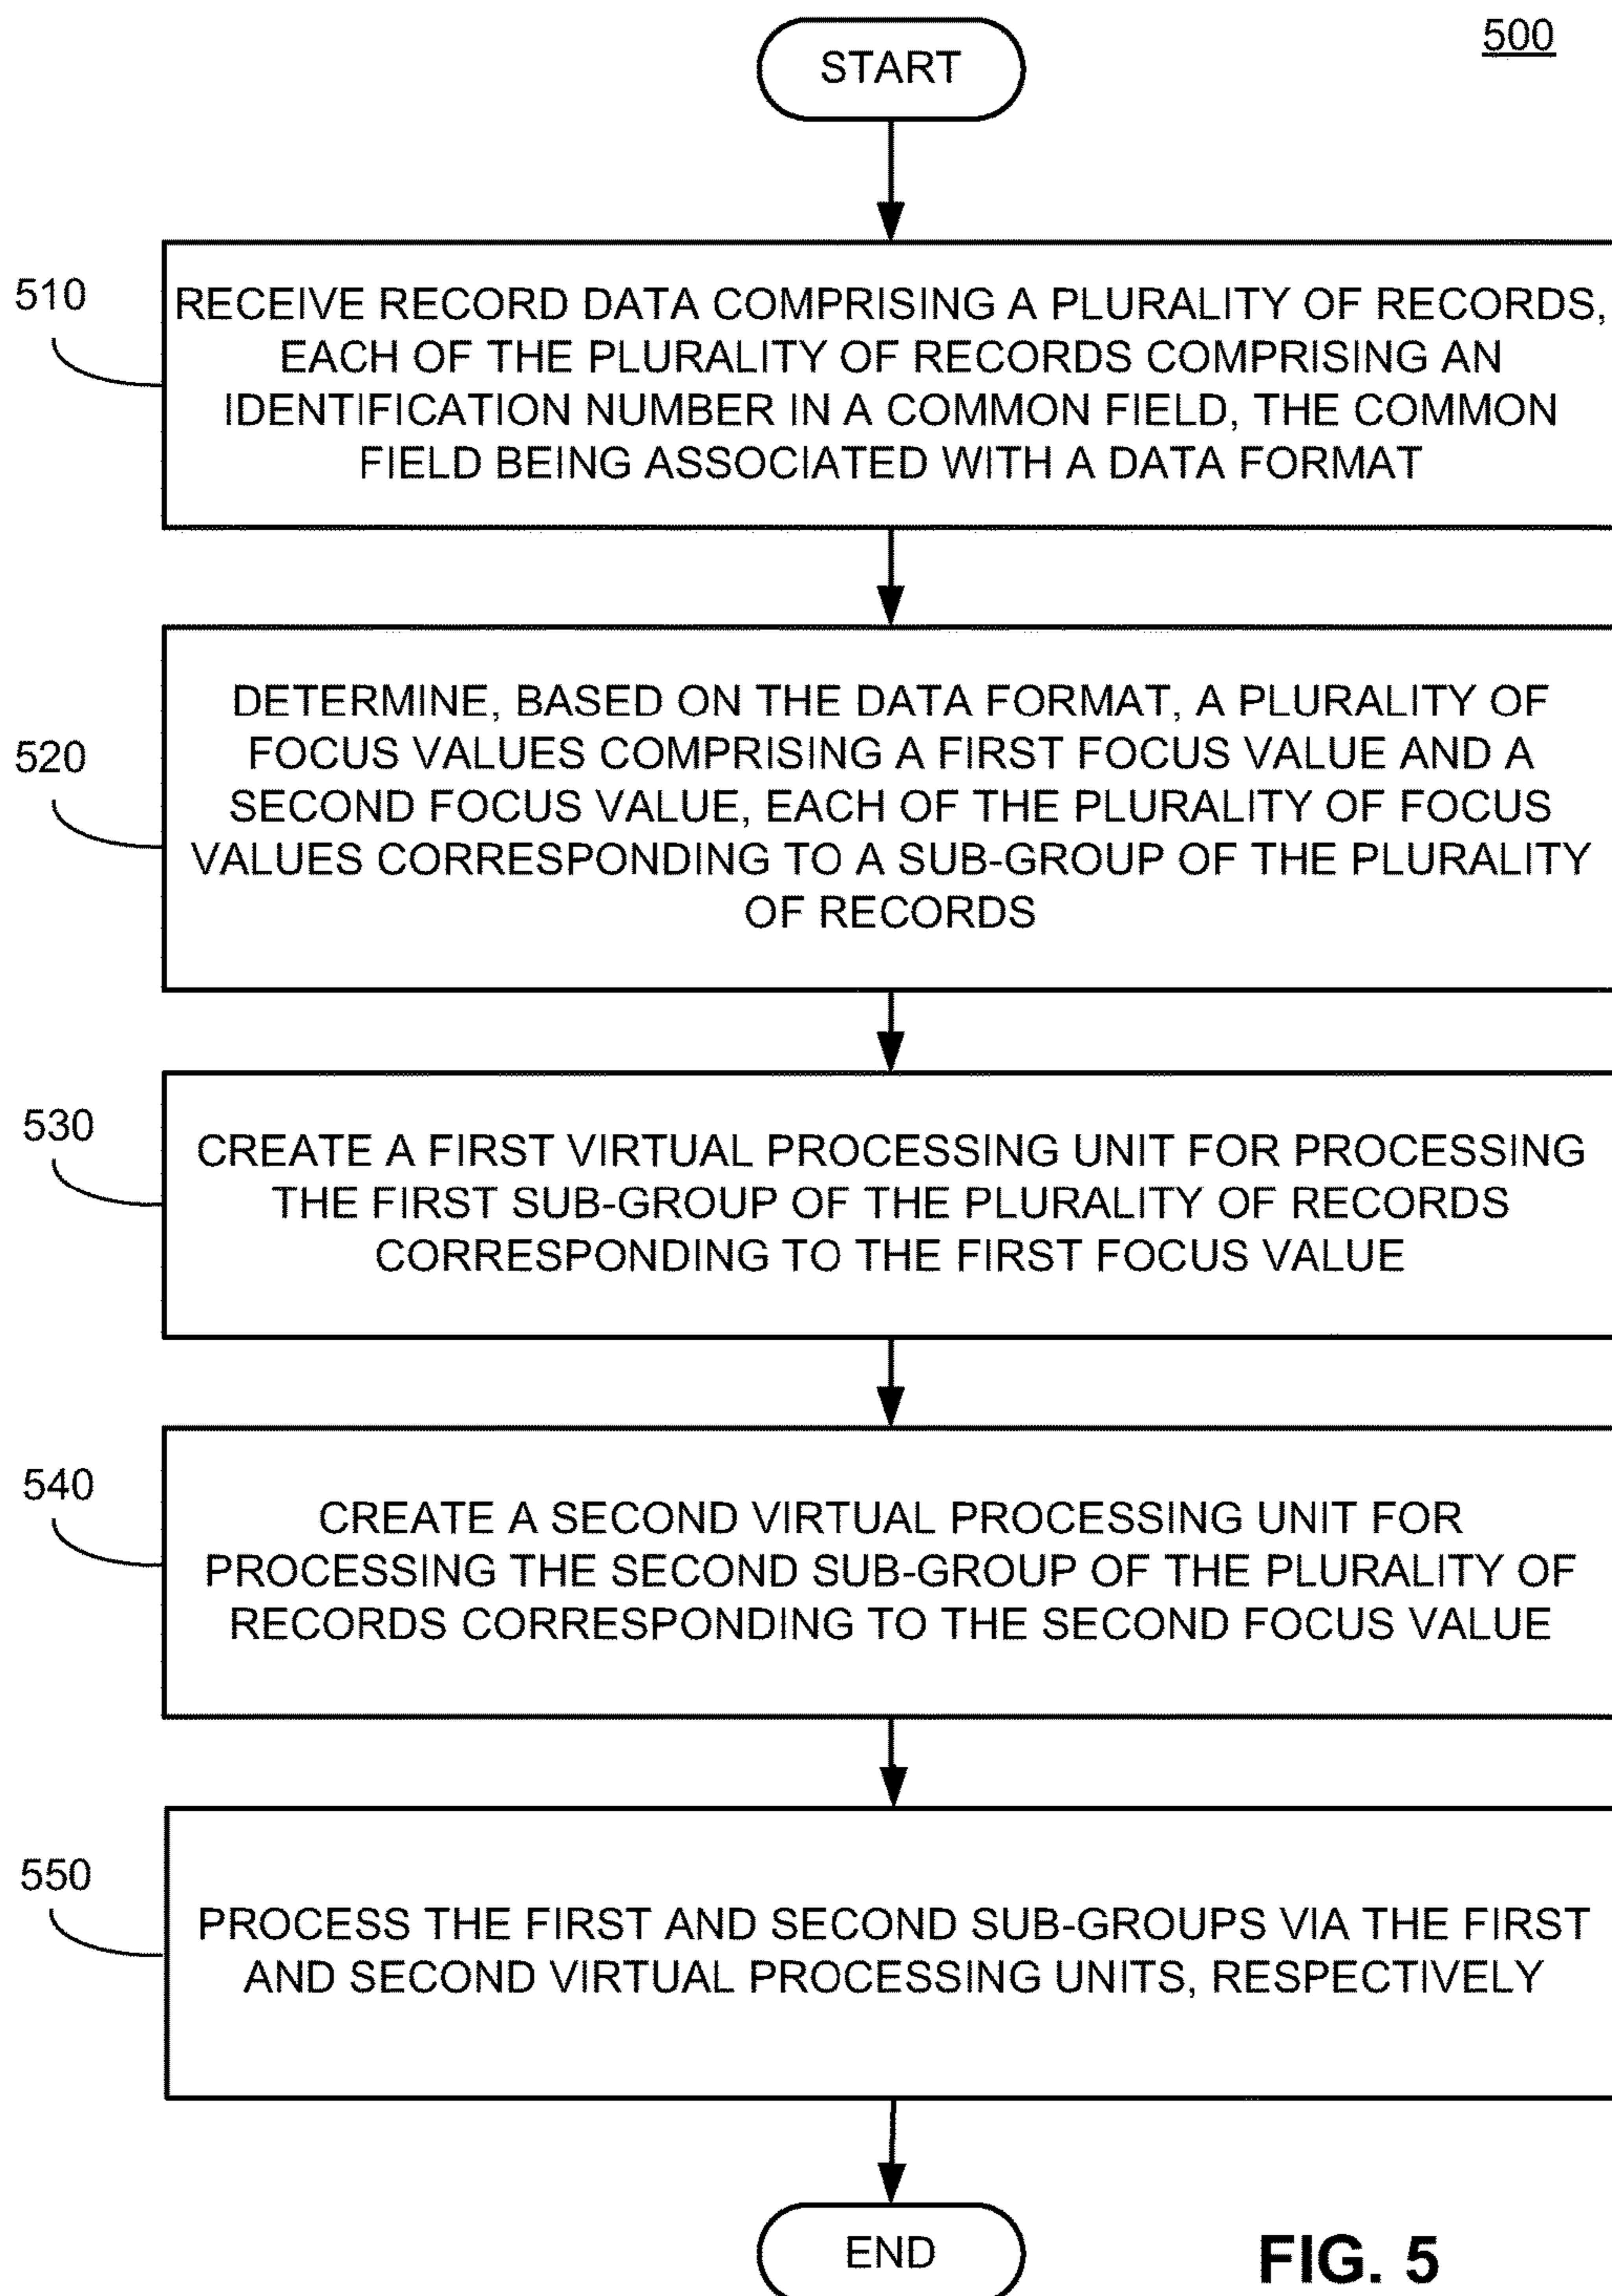 500
START
510
RECEIVE RECORD DATA COMPRISING A PLURALITY OF RECORDS,
EACH OF THE PLURALITY OF RECORDS COMPRISING AN
IDENTIFICATION NUMBER IN A COMMON FIELD, THE COMMON
FIELD BEING ASSOCIATED WITH A DATA FORMAT
520
DETERMINE, BASED ON THE DATA FORMAT, A PLURALITY OF
FOCUS VALUES COMPRISING A FIRST FOCUS VALUE AND A
SECOND FOCUS VALUE, EACH OF THE PLURALITY OF FOCUS
VALUES CORRESPONDING TO A SUB-GROUP OF THE PLURALITY
OF RECORDS
530
CREATE A FIRST VIRTUAL PROCESSING UNIT FOR PROCESSING
THE FIRST SUB-GROUP OF THE PLURALITY OF RECORDS
CORRESPONDING TO THE FIRST FOCUS VALUE
540
CREATE A SECOND VIRTUAL PROCESSING UNIT FOR
PROCESSING THE SECOND SUB-GROUP OF THE PLURALITY OF
RECORDS CORRESPONDING TO THE SECOND FOCUS VALUE
550
PROCESS THE FIRST AND SECOND SUB-GROUPS VIA THE FIRST
AND SECOND VIRTUAL PROCESSING UNITS, RESPECTIVELY
END
FIG. 5